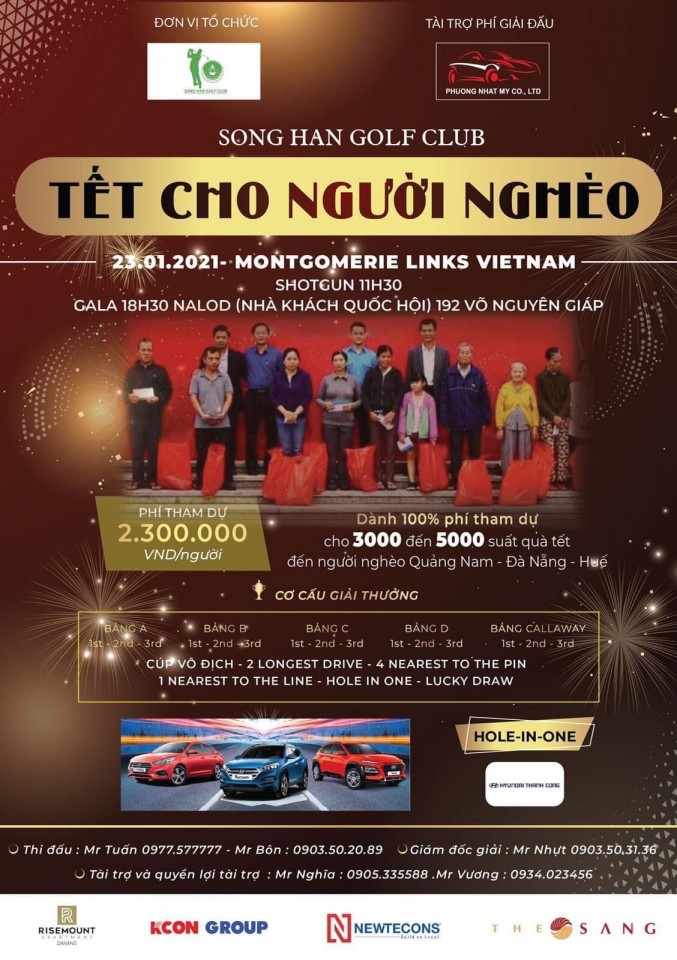 ĐƠN VỊ TỔ CHỨC
TÀI TRỢ PHÍ GIẢI ĐẤU
SONG HAN GOLF CLUB
PHUONG NHAT MY CO., LTD
SONG HAN GOLF CLUB
TẾT CHO NGƯỜI NGHÈO
23.01.2021- MONTGOMERIE LINKS VIETNAM
SHOTGUN 11H30
GALA 18H30 NALOD (NHÀ KHÁCH QUỐC HỘI) 192 VÕ NGUYÊN GIÁP
PHÍ THAM DỰ
2.300.000
VND/người
Dành 100% phí tham dự
cho 3000 đến 5000 suất quà tết
đến người nghèo Quảng Nam - Đà Nẵng - Huế
CƠ CẤU GIẢI THƯỞNG
BẢNG A BẢNG B BẢNG C BẢNG D BẢNG CALLAWAY
1st - 2nd - 3rd 1st - 2nd - 3rd 1st - 2nd - 3rd 1st - 2nd - 3rd 1st - 2nd - 3rd
CÚP VÔ ĐỊCH - 2 LONGEST DRIVE - 4 NEAREST TO THE PIN
1 NEAREST TO THE LINE - HOLE IN ONE - LUCKY DRAW
HOLE-IN-ONE
TUCSON
HYUNDAI THANH CONG
Thi đấu : Mr Tuấn 0977.577777 - Mr Bôn : 0903.50.20.89 Giám đốc giải : Mr Nhựt 0903.50.31.36
Tài trợ và quyền lợi tài trợ : Mr Nghĩa : 0905.335588 .Mr Vương : 0934.023456
RISEMOUNT
APARTMENT
DANANG
KCON GROUP
NEWTECONS
Build on trust
THE SANG